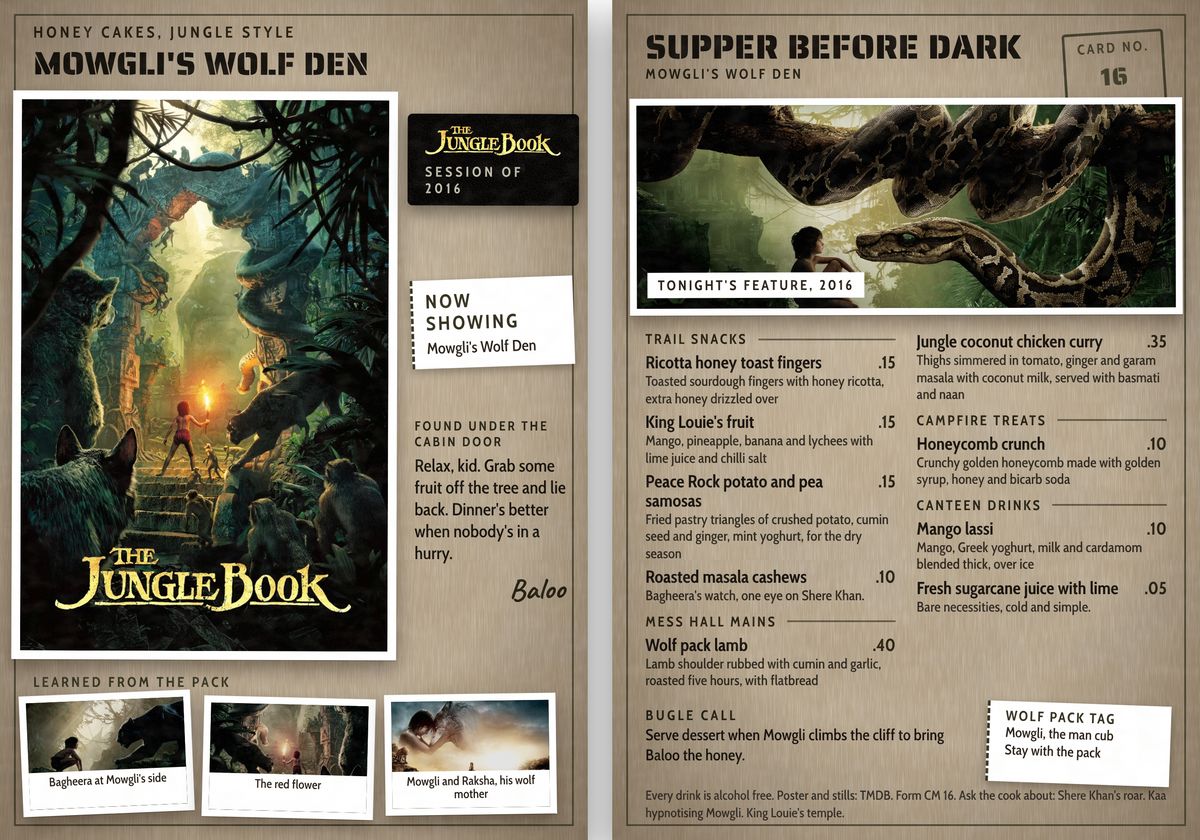 HONEY CAKES, JUNGLE STYLE
MOWGLI'S WOLF DEN
THE
JUNGLE BOOK
SESSION OF
2016
NOW
SHOWING
Mowgli's Wolf Den
FOUND UNDER THE
CABIN DOOR
Relax, kid. Grab some
fruit off the tree and lie
back. Dinner's better
when nobody's in a
hurry.
Baloo
THE
JUNGLE BOOK
LEARNED FROM THE PACK
Bagheera at Mowgli's side
The red flower
Mowgli and Raksha, his wolf
mother
SUPPER BEFORE DARK
MOWGLI'S WOLF DEN
CARD NO.
16
TONIGHT'S FEATURE, 2016
TRAIL SNACKS
Ricotta honey toast fingers .15
Toasted sourdough fingers with honey ricotta,
extra honey drizzled over
King Louie's fruit .15
Mango, pineapple, banana and lychees with
lime juice and chilli salt
Peace Rock potato and pea .15
samosas
Fried pastry triangles of crushed potato, cumin
seed and ginger, mint yoghurt, for the dry
season
Roasted masala cashews .10
Bagheera's watch, one eye on Shere Khan.
MESS HALL MAINS
Wolf pack lamb .40
Lamb shoulder rubbed with cumin and garlic,
roasted five hours, with flatbread
Jungle coconut chicken curry .35
Thighs simmered in tomato, ginger and garam
masala with coconut milk, served with basmati
and naan
CAMPFIRE TREATS
Honeycomb crunch .10
Crunchy golden honeycomb made with golden
syrup, honey and bicarb soda
CANTEEN DRINKS
Mango lassi .10
Mango, Greek yoghurt, milk and cardamom
blended thick, over ice
Fresh sugarcane juice with lime .05
Bare necessities, cold and simple.
BUGLE CALL
Serve dessert when Mowgli climbs the cliff to bring
Baloo the honey.
WOLF PACK TAG
Mowgli, the man cub
Stay with the pack
Every drink is alcohol free. Poster and stills: TMDB. Form CM 16. Ask the cook about: Shere Khan's roar. Kaa
hypnotising Mowgli. King Louie's temple.